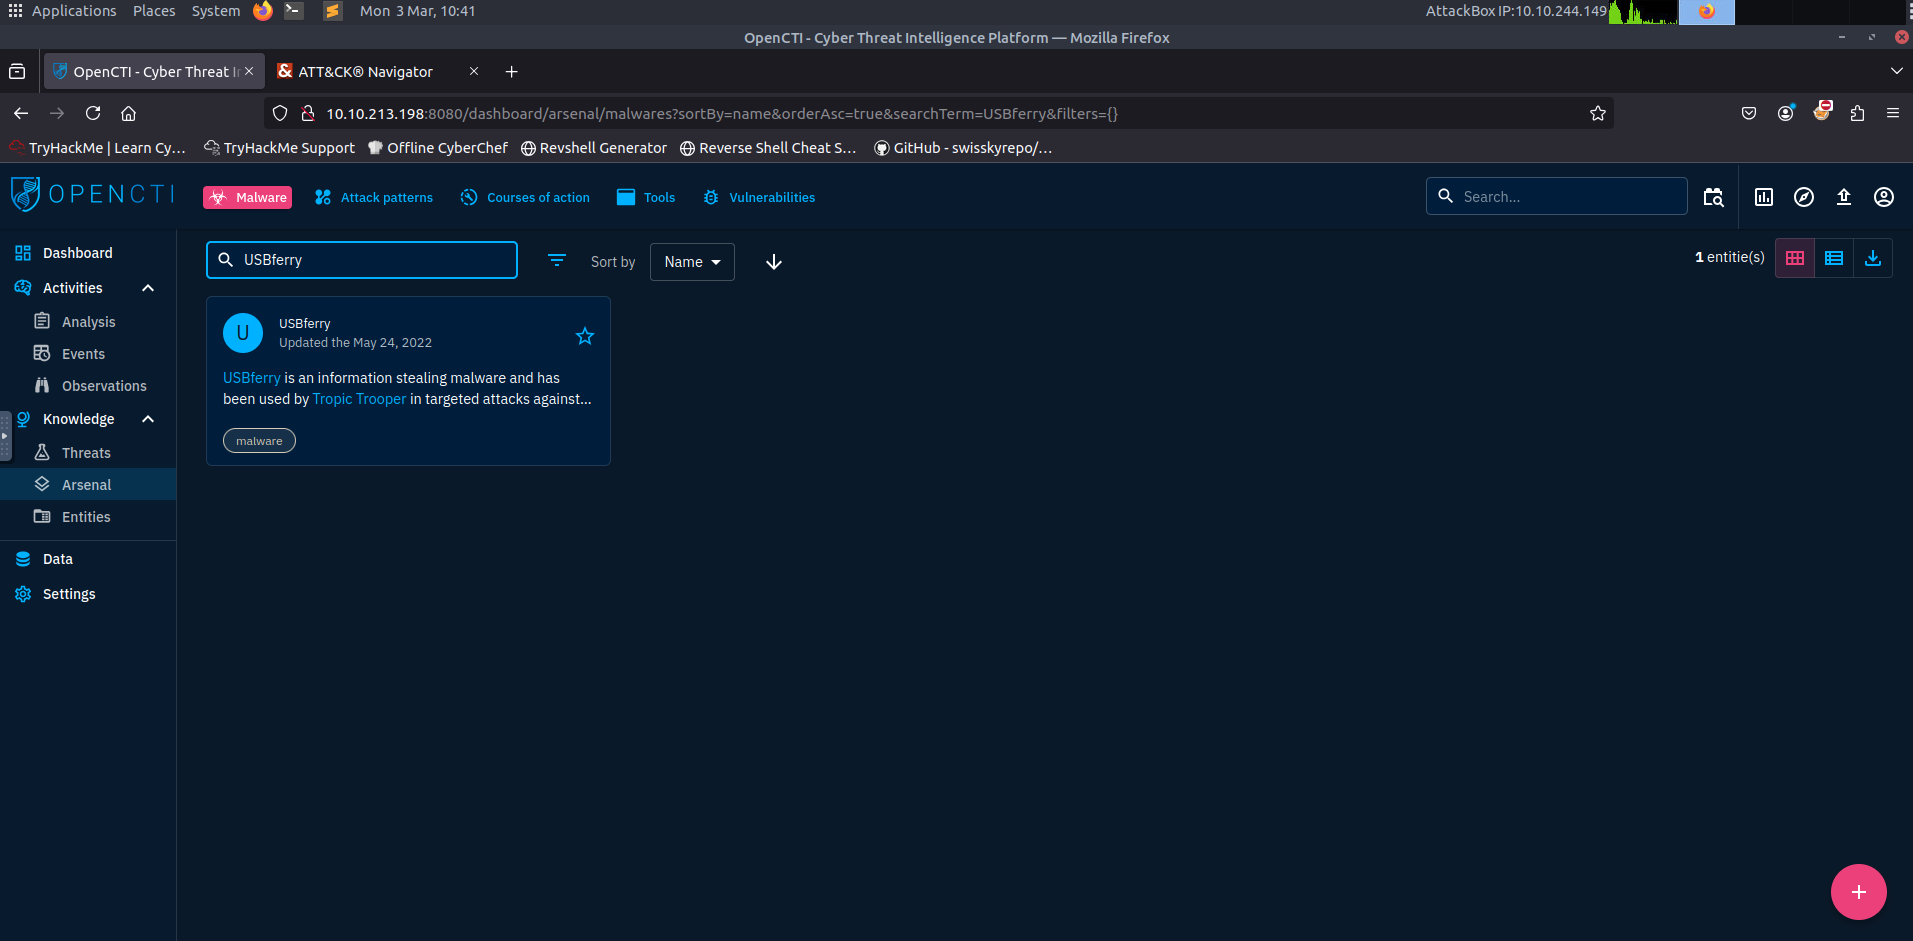 Applications Places System Mon 3 Mar, 10:41 AttackBox IP:10.10.244.149
OpenCTI - Cyber Threat Intelligence Platform — Mozilla Firefox
OpenCTI - Cyber Threat Ir ATT&CK® Navigator
10.10.213.198:8080/dashboard/arsenal/malwares?sortBy=name&orderAsc=true&searchTerm=USBferry&filters={}
TryHackMe | Learn Cy… TryHackMe Support Offline CyberChef Revshell Generator Reverse Shell Cheat S… GitHub - swisskyrepo/…
OPENCTI Malware Attack patterns Courses of action Tools Vulnerabilities Search...
Dashboard
Activities
Analysis
Events
Observations
Knowledge
Threats
Arsenal
Entities
Data
Settings
USBferry Sort by Name 1 entitie(s)
U
USBferry
Updated the May 24, 2022
USBferry is an information stealing malware and has
been used by Tropic Trooper in targeted attacks against...
malware